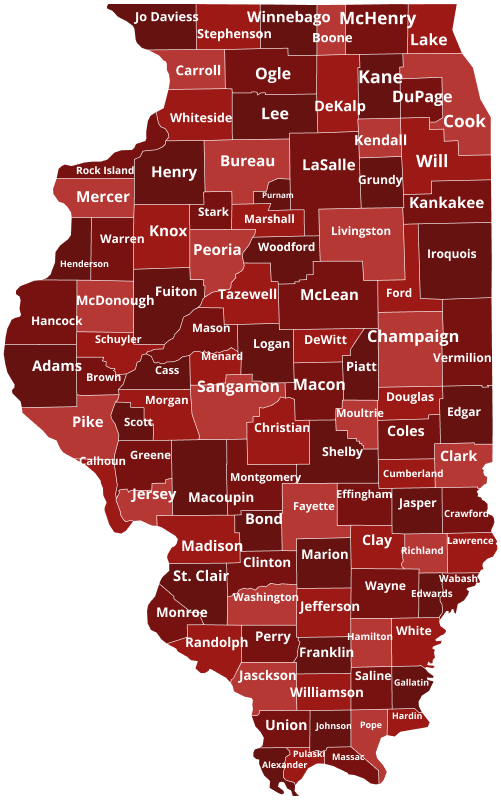 Jo Daviess
Stephenson
Winnebago
Boone
McHenry
Lake
Carroll
Ogle
Kane
DuPage
Cook
Whiteside
Lee
DeKalb
Kendall
Will
Rock Island
Henry
Bureau
LaSalle
Grundy
Kankakee
Mercer
Purnam
Stark
Marshall
Warren
Knox
Peoria
Livingston
Iroquois
Henderson
Woodford
McDonough
Fuiton
Tazewell
McLean
Ford
Hancock
Mason
Champaign
Schuyler
Logan
DeWitt
Menard
Vermilion
Adams
Cass
Piatt
Brown
Sangamon
Macon
Morgan
Douglas
Pike
Scott
Christian
Moultrie
Coles
Edgar
Calhoun
Greene
Shelby
Clark
Cumberland
Jersey
Macoupin
Montgomery
Effingham
Fayette
Jasper
Crawford
Bond
Madison
Clay
Richland
Lawrence
Clinton
Marion
St. Clair
Wayne
Wabash
Edwards
Washington
Monroe
Jefferson
Randolph
Perry
Hamilton
White
Franklin
Jasckson
Williamson
Saline
Gallatin
Union
Johnson
Pope
Hardin
Alexander
Pulaski
Massac